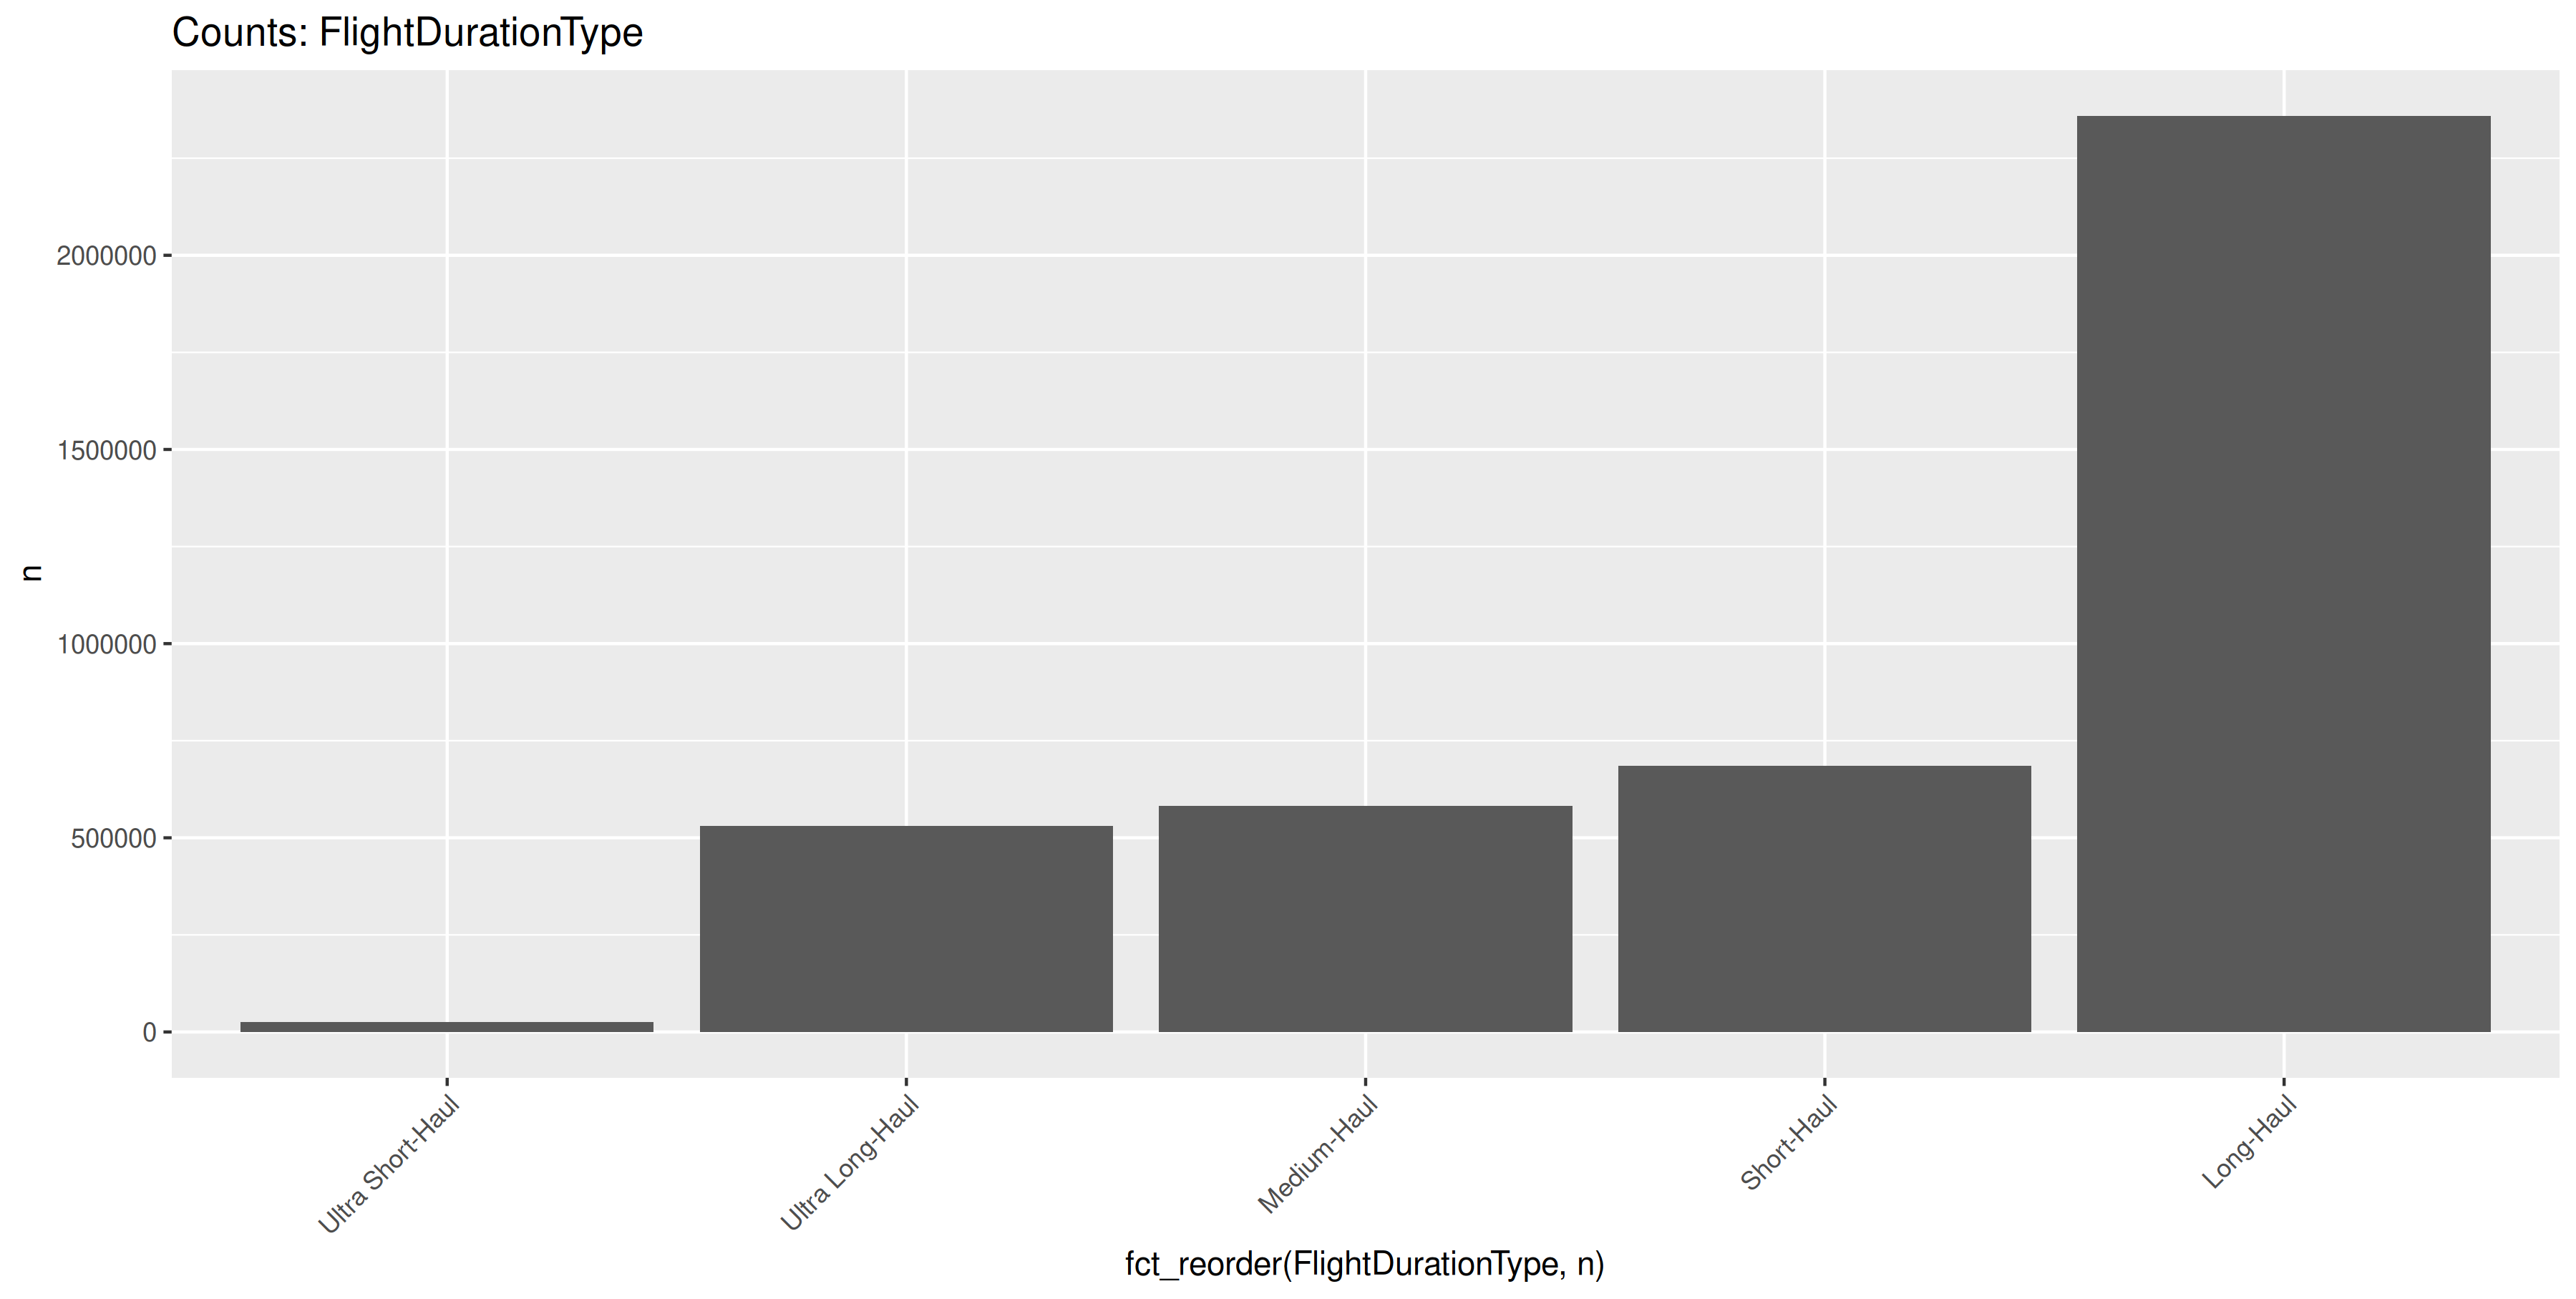 Counts: FlightDurationType
n
2000000
1500000
1000000
500000
0
Ultra Short-Haul
Ultra Long-Haul
Medium-Haul
Short-Haul
Long-Haul
fct_reorder(FlightDurationType, n)